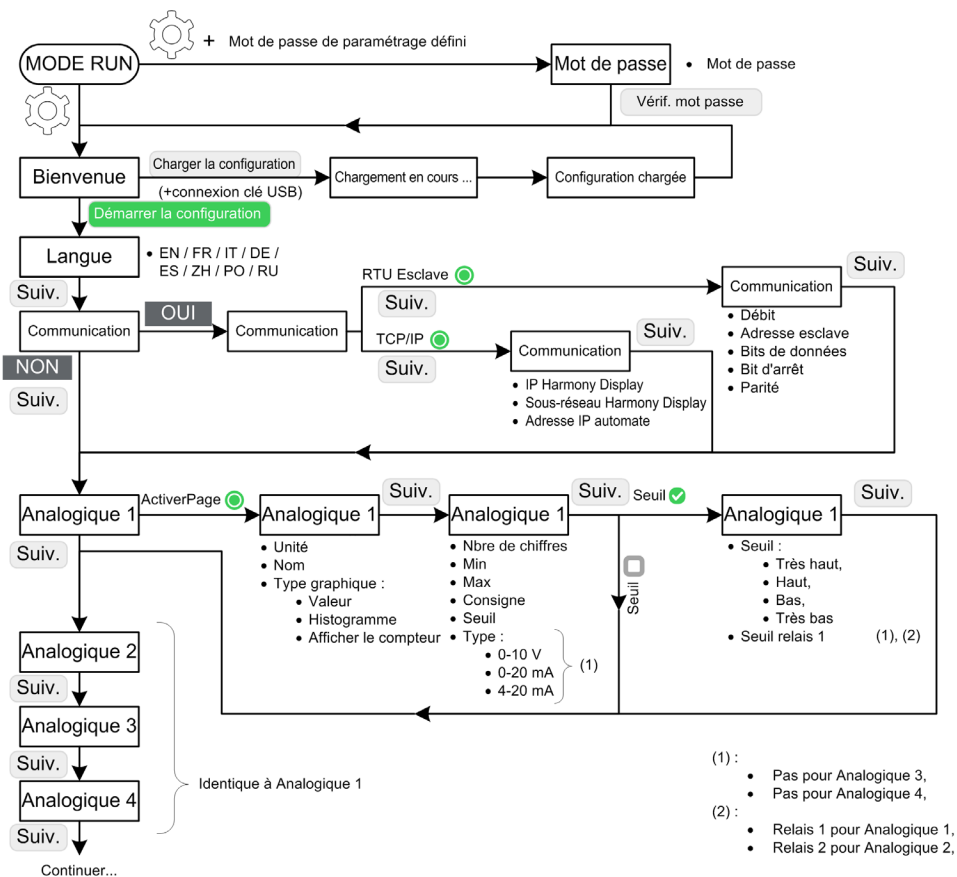 + Mot de passe de paramétrage défini
MODE RUN
Mot de passe
• Mot de passe
Vérif. mot passe
Bienvenue
Charger la configuration
(+connexion clé USB)
Chargement en cours ...
Configuration chargée
Démarrer la configuration
Langue
• EN / FR / IT / DE /
ES / ZH / PO / RU
Suiv.
Communication
OUI
Communication
RTU Esclave
Suiv.
Communication
Suiv.
• Débit
• Adresse esclave
• Bits de données
• Bit d'arrêt
• Parité
TCP/IP
Suiv.
Communication
Suiv.
• IP Harmony Display
• Sous-réseau Harmony Display
• Adresse IP automate
NON
Suiv.
Analogique 1
ActiverPage
Analogique 1
Suiv.
• Unité
• Nom
• Type graphique :
• Valeur
• Histogramme
• Afficher le compteur
Analogique 1
Suiv.
• Nbre de chiffres
• Min
• Max
• Consigne
• Seuil
• Type :
• 0-10 V
• 0-20 mA
• 4-20 mA
(1)
Seuil
Seuil
Analogique 1
Suiv.
• Seuil :
• Très haut,
• Haut,
• Bas,
• Très bas
• Seuil relais 1
(1), (2)
Suiv.
Analogique 2
Suiv.
Analogique 3
Suiv.
Analogique 4
Suiv.
Identique à Analogique 1
Continuer...
(1) :
• Pas pour Analogique 3,
• Pas pour Analogique 4,
(2) :
• Relais 1 pour Analogique 1,
• Relais 2 pour Analogique 2,